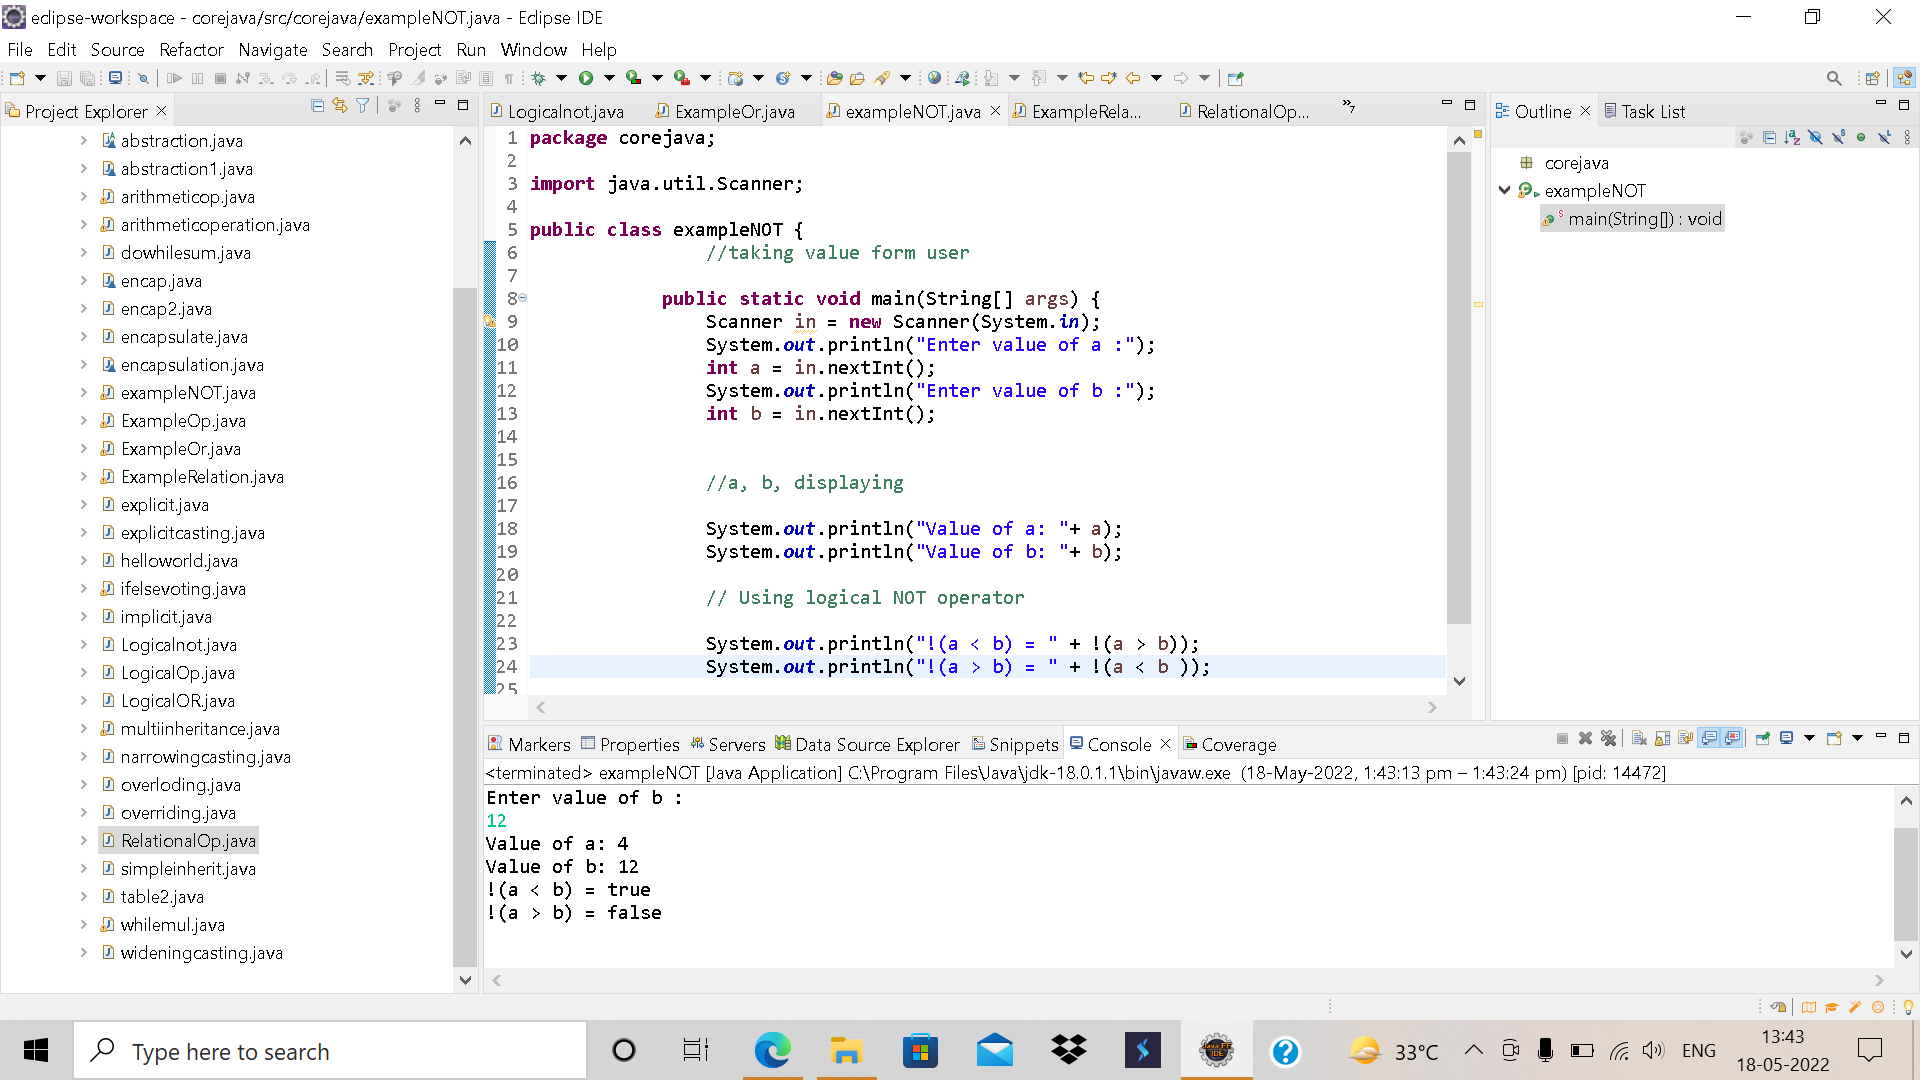 eclipse-workspace - corejava/src/corejava/exampleNOT.java - Eclipse IDE
File Edit Source Refactor Navigate Search Project Run Window Help
Project Explorer
abstraction.java
abstraction1.java
arithmeticop.java
arithmeticoperation.java
dowhilesum.java
encap.java
encap2.java
encapsulate.java
encapsulation.java
exampleNOT.java
ExampleOp.java
ExampleOr.java
ExampleRelation.java
explicit.java
explicitcasting.java
helloworld.java
ifelsevoting.java
implicit.java
Logicalnot.java
LogicalOp.java
LogicalOR.java
multiinheritance.java
narrowingcasting.java
overloding.java
overriding.java
RelationalOp.java
simpleinherit.java
table2.java
whilemul.java
wideningcasting.java
Logicalnot.java ExampleOr.java exampleNOT.java ExampleRela... RelationalOp... »7
1 package corejava;
2
3 import java.util.Scanner;
4
5 public class exampleNOT {
6 //taking value form user
7
8 public static void main(String[] args) {
9 Scanner in = new Scanner(System.in);
10 System.out.println("Enter value of a :");
11 int a = in.nextInt();
12 System.out.println("Enter value of b :");
13 int b = in.nextInt();
14
15
16 //a, b, displaying
17
18 System.out.println("Value of a: "+ a);
19 System.out.println("Value of b: "+ b);
20
21 // Using logical NOT operator
22
23 System.out.println("!(a < b) = " + !(a > b));
24 System.out.println("!(a > b) = " + !(a < b ));
25
Outline Task List
corejava
exampleNOT
main(String[]) : void
Markers Properties Servers Data Source Explorer Snippets Console Coverage
<terminated> exampleNOT [Java Application] C:\Program Files\Java\jdk-18.0.1.1\bin\javaw.exe (18-May-2022, 1:43:13 pm – 1:43:24 pm) [pid: 14472]
Enter value of b :
12
Value of a: 4
Value of b: 12
!(a < b) = true
!(a > b) = false
Type here to search
33°C
ENG
13:43
18-05-2022